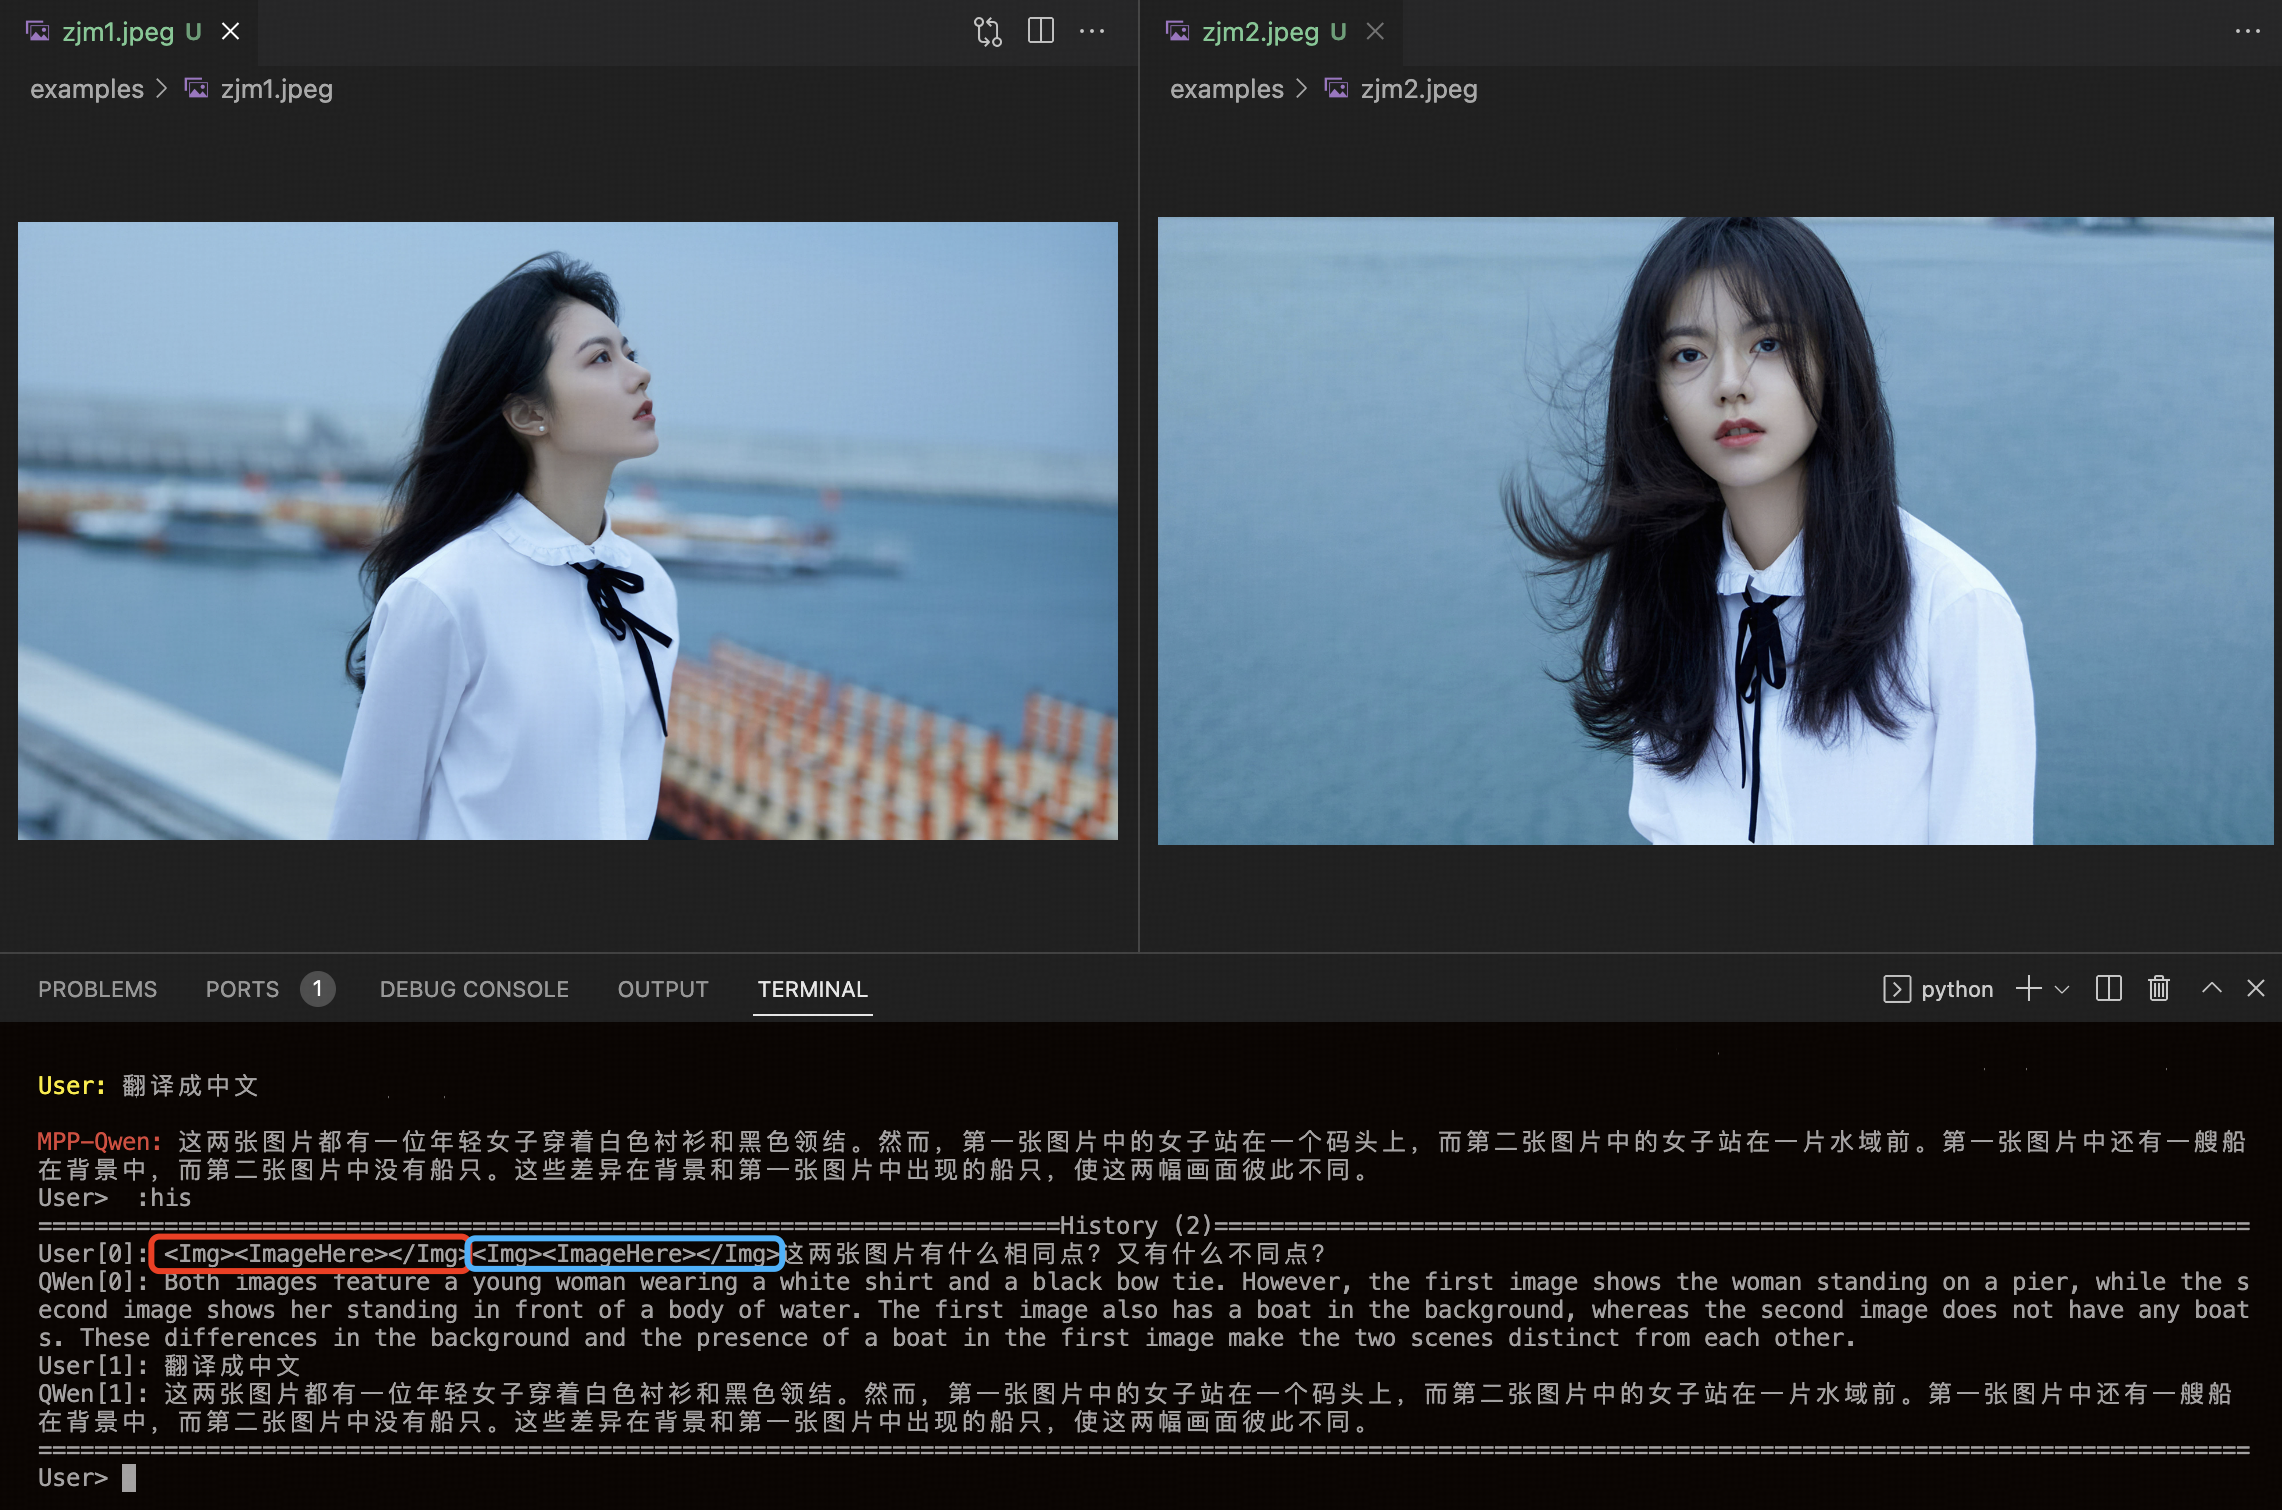 zjm1.jpeg U
zjm2.jpeg U
examples > zjm1.jpeg
examples > zjm2.jpeg
PROBLEMS PORTS 1 DEBUG CONSOLE OUTPUT TERMINAL
python
User: 翻译成中文
MPP-Qwen: 这两张图片都有一位年轻女子穿着白色衬衫和黑色领结。然而，第一张图片中的女子站在一个码头上，而第二张图片中的女子站在一片水域前。第一张图片中还有一艘船
在背景中，而第二张图片中没有船只。这些差异在背景和第一张图片中出现的船只，使这两幅画面彼此不同。
User> :his
History (2)
User[0]: <Img><ImageHere></Img><Img><ImageHere></Img>这两张图片有什么相同点？又有什么不同点？
QWen[0]: Both images feature a young woman wearing a white shirt and a black bow tie. However, the first image shows the woman standing on a pier, while the s
econd image shows her standing in front of a body of water. The first image also has a boat in the background, whereas the second image does not have any boat
s. These differences in the background and the presence of a boat in the first image make the two scenes distinct from each other.
User[1]: 翻译成中文
QWen[1]: 这两张图片都有一位年轻女子穿着白色衬衫和黑色领结。然而，第一张图片中的女子站在一个码头上，而第二张图片中的女子站在一片水域前。第一张图片中还有一艘船
在背景中，而第二张图片中没有船只。这些差异在背景和第一张图片中出现的船只，使这两幅画面彼此不同。
User>